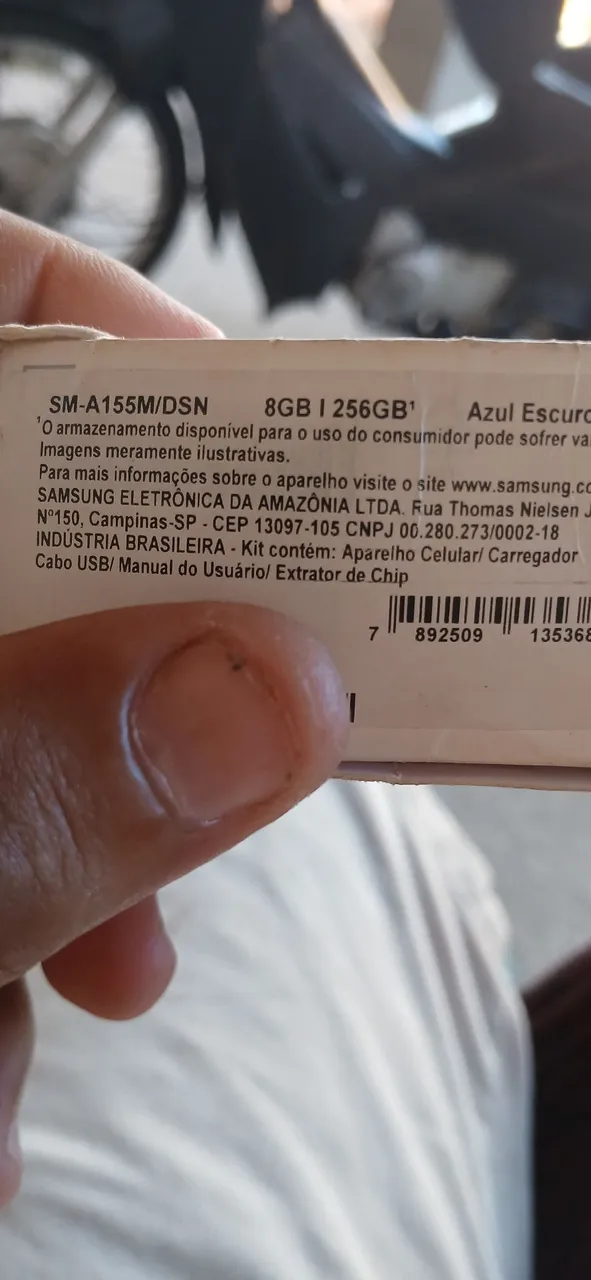 SM-A155M/DSN 8GB | 256GB¹ Azul Escuro
¹O armazenamento disponível para o uso do consumidor pode sofrer
Imagens meramente ilustrativas.
Para mais informações sobre o aparelho visite o site www.samsung.co
SAMSUNG ELETRÔNICA DA AMAZÔNIA LTDA. Rua Thomas Nielsen J
Nº150, Campinas-SP - CEP 13097-105 CNPJ 00.280.273/0002-18
INDÚSTRIA BRASILEIRA - Kit contém: Aparelho Celular/ Carregador
Cabo USB/ Manual do Usuário/ Extrator de Chip
7 892509 135368